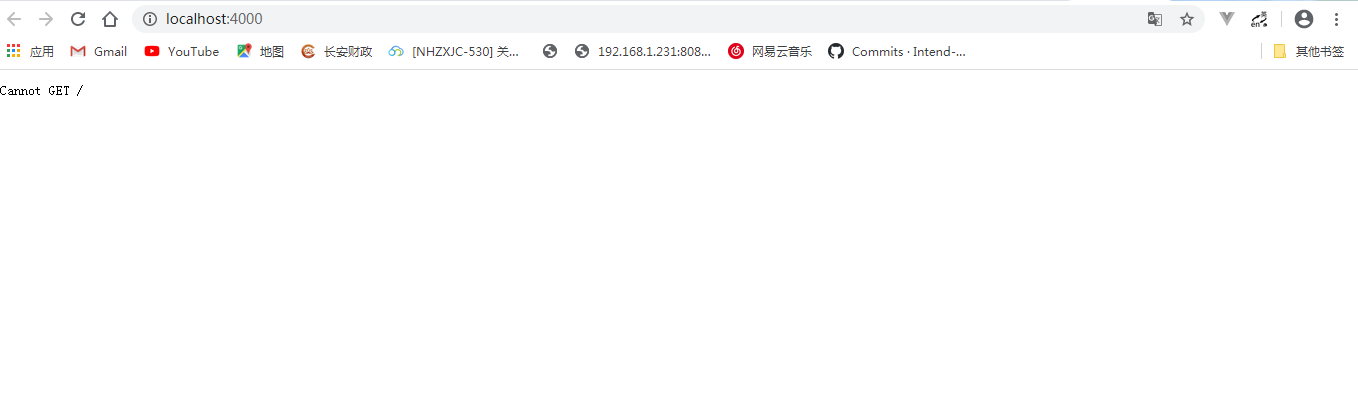 localhost:4000
应用 Gmail YouTube 地图 长安财政 [NHZXJC-530] 关... 192.168.1.231:808... 网易云音乐 Commits · Intend-... 其他书签
Cannot GET /